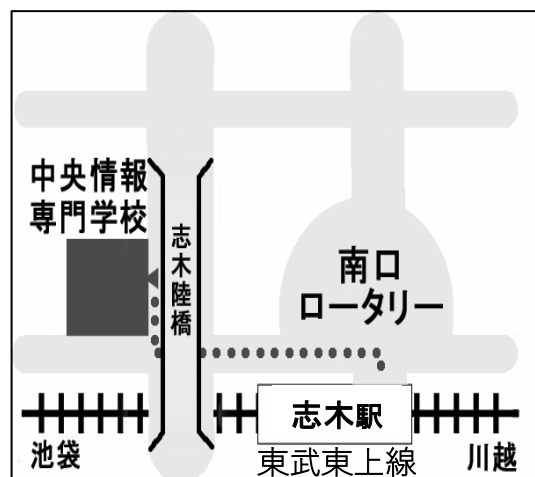 中央情報
専門学校
志木陸橋
南口
ロータリー
志木駅
池袋
東武東上線
川越